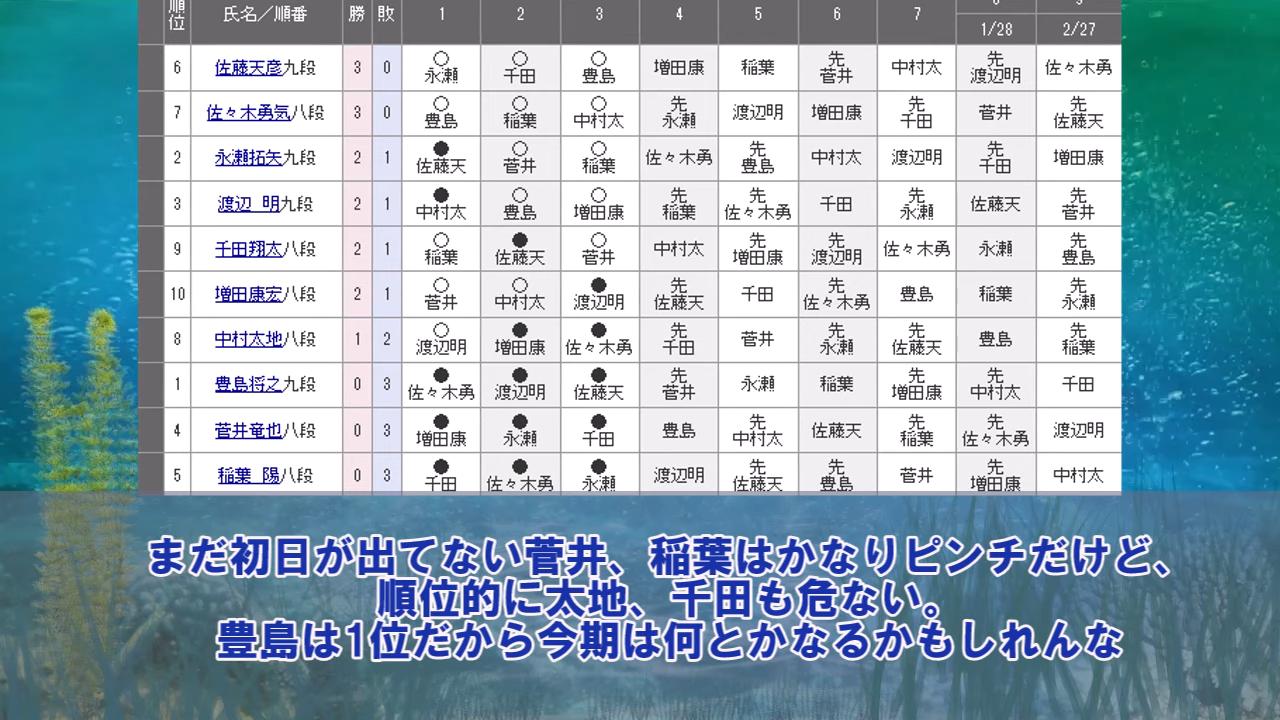 順位 氏名／順番 勝 敗 1 2 3 4 5 6 7
1/28 2/27
6 佐藤天彦九段 3 0 ○永瀬 ○千田 ○豊島 増田康 稲葉 先菅井 中村太 先渡辺明 佐々木勇
7 佐々木勇気八段 3 0 ○豊島 ○稲葉 ○中村太 先永瀬 渡辺明 増田康 先千田 菅井 先佐藤天
2 永瀬拓矢九段 2 1 ●佐藤天 ○菅井 ○稲葉 佐々木勇 先豊島 中村太 渡辺明 先千田 増田康
3 渡辺 明九段 2 1 ●中村太 ○豊島 ○増田康 先稲葉 先佐々木勇 千田 先永瀬 佐藤天 先菅井
9 千田翔太八段 2 1 ○稲葉 ●佐藤天 ○菅井 中村太 先増田康 先渡辺明 佐々木勇 永瀬 先豊島
10 増田康宏八段 2 1 ○菅井 ○中村太 ●渡辺明 先佐藤天 千田 先佐々木勇 豊島 稲葉 先永瀬
8 中村太地八段 1 2 ○渡辺明 ●増田康 ●佐々木勇 先千田 菅井 先永瀬 先佐藤天 豊島 先稲葉
1 豊島将之九段 0 3 ●佐々木勇 ●渡辺明 ●佐藤天 先菅井 永瀬 稲葉 先増田康 先中村太 千田
4 菅井竜也八段 0 3 ●増田康 ●永瀬 ●千田 豊島 先中村太 佐藤天 先稲葉 先佐々木勇 渡辺明
5 稲葉 陽八段 0 3 ●千田 ●佐々木勇 ●永瀬 渡辺明 先佐藤天 先豊島 菅井 先増田康 中村太
まだ初日が出てない菅井、稲葉はかなりピンチだけど、
順位的に太地、千田も危ない。
豊島は1位だから今期は何とかなるかもしれんな